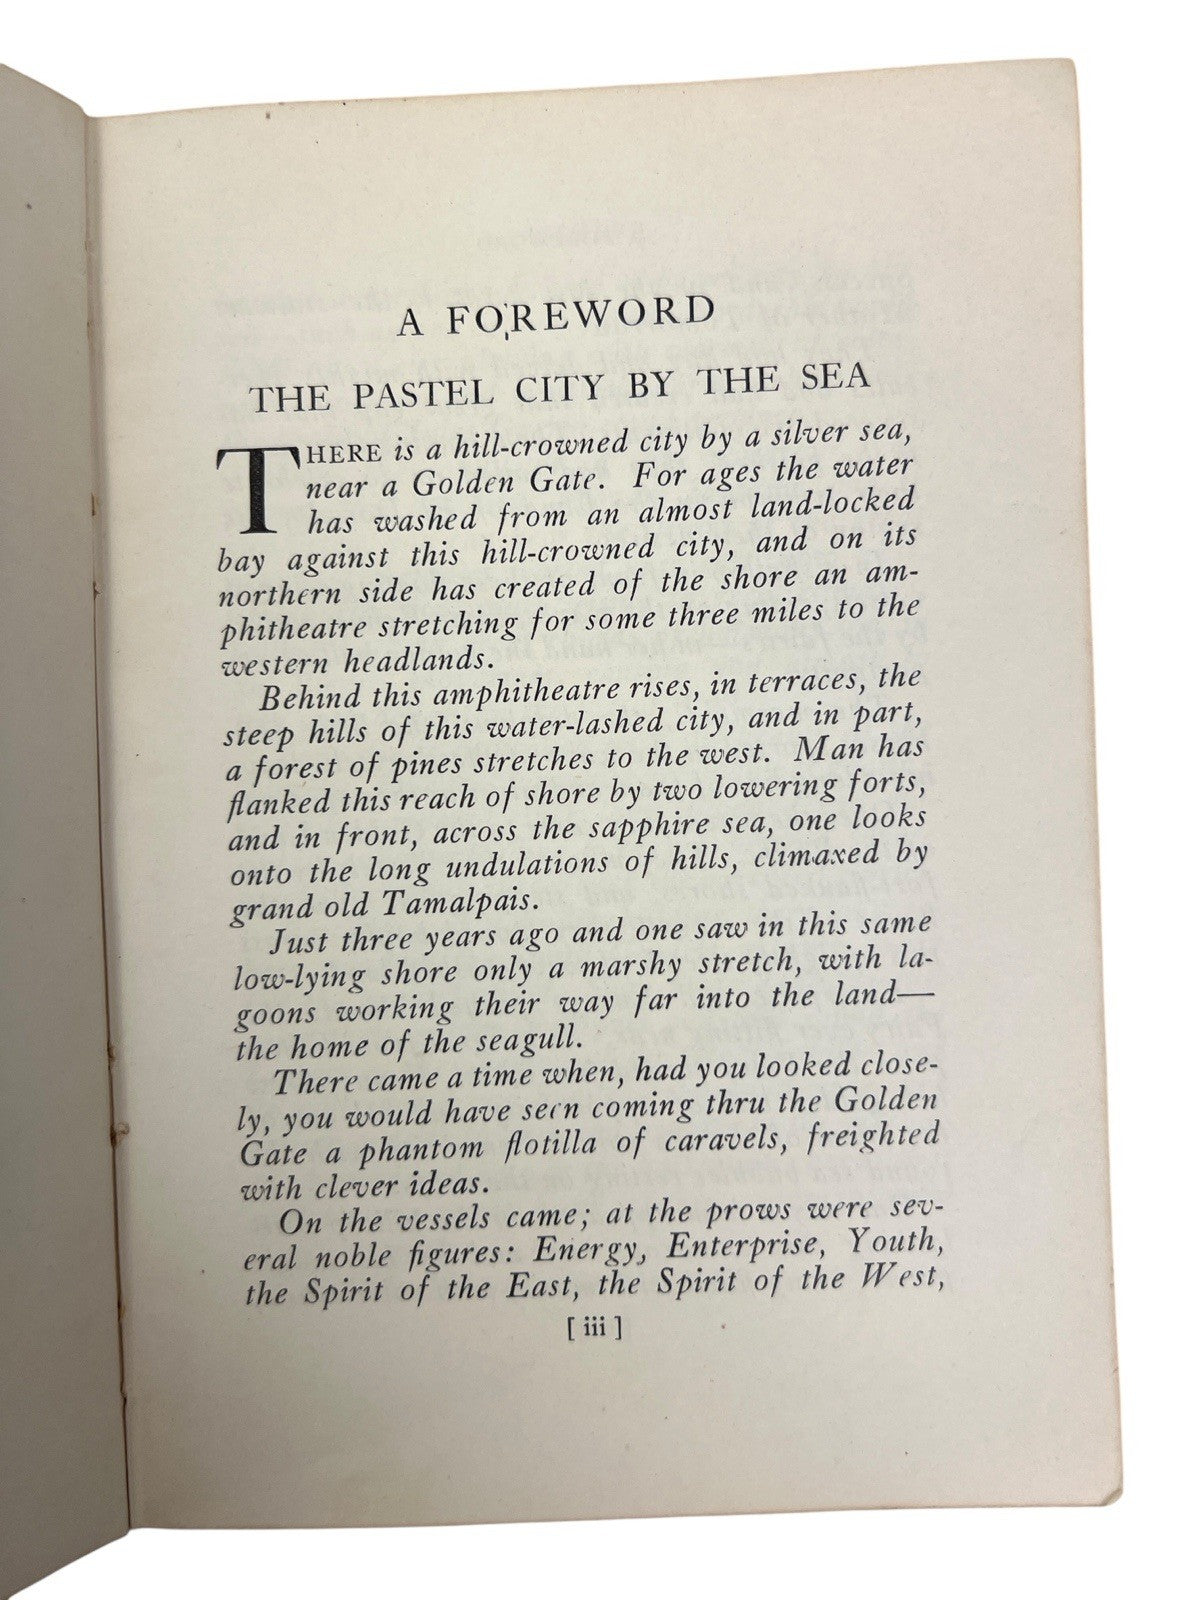 A FOREWORD
THE PASTEL CITY BY THE SEA
THERE is a hill-crowned city by a silver sea,
near a Golden Gate. For ages the water
has washed from an almost land-locked
bay against this hill-crowned city, and on its
northern side has created of the shore an am-
phitheatre stretching for some three miles to the
western headlands.
Behind this amphitheatre rises, in terraces, the
steep hills of this water-lashed city, and in part,
a forest of pines stretches to the west. Man has
flanked this reach of shore by two lowering forts,
and in front, across the sapphire sea, one looks
onto the long undulations of hills, climaxed by
grand old Tamalpais.
Just three years ago and one saw in this same
low-lying shore only a marshy stretch, with la-
goons working their way far into the land—
the home of the seagull.
There came a time when, had you looked close-
ly, you would have seen coming thru the Golden
Gate a phantom flotilla of caravels, freighted
with clever ideas.
On the vessels came; at the prows were sev-
eral noble figures: Energy, Enterprise, Youth,
the Spirit of the East, the Spirit of the West,
[ iii ]